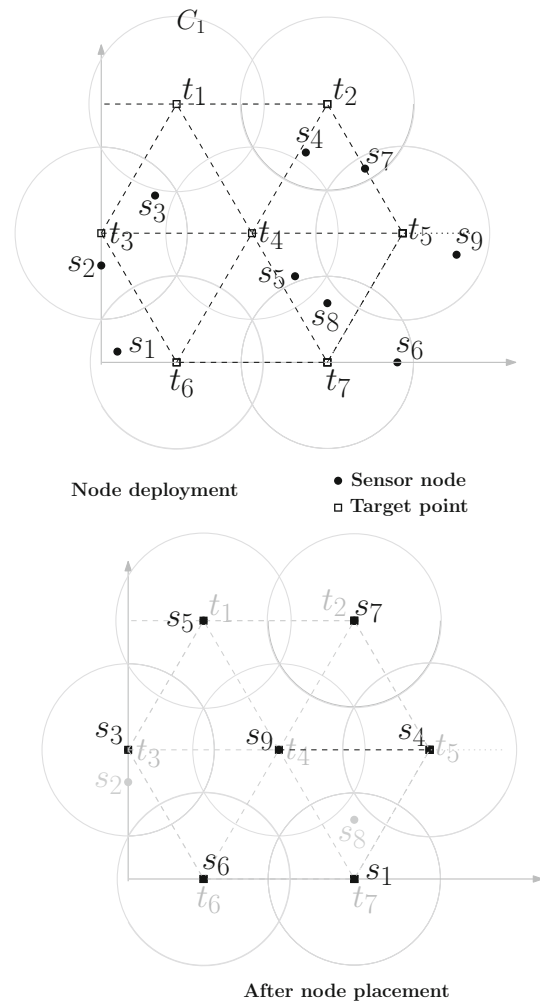 C₁
t₁ t₂
s₄
s₇
s₃
t₃ t₄ t₅
s₂ s₅ s₉
s₈
s₁ s₆
t₆ t₇
Node deployment
● Sensor node
□ Target point
s₅ t₁ t₂ s₇
s₃ t₃ s₉ t₄ s₄ t₅
s₂
s₈
s₆ s₁
t₆ t₇
After node placement